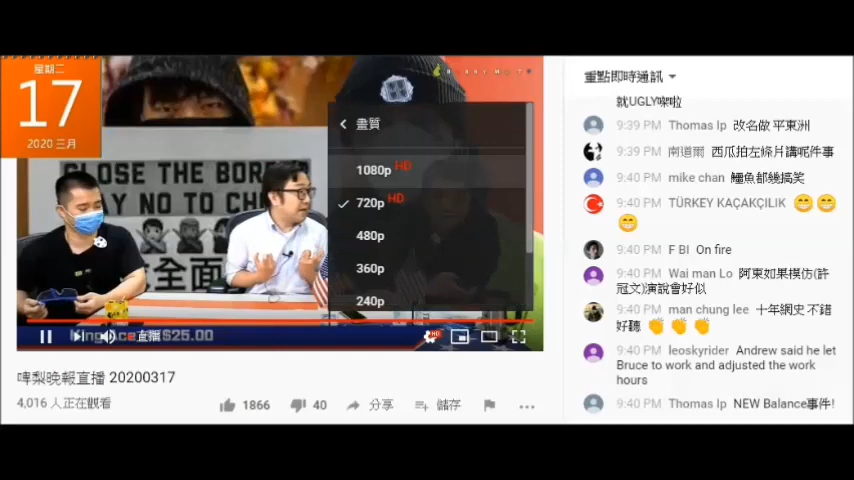 星期二
17
2020 三月
CLOSE THE BORDER
SAY NO TO CH
全面
畫質
1080p HD
720p HD
480p
360p
240p
直播
$25.00
HD
啤梨晚報直播 20200317
4,016 人正在觀看
1866
40
分享
儲存
重點即時通訊
就UGLY㗎啦
9:39 PM Thomas Ip 改名做 平東洲
9:39 PM 南道爾 西瓜拍左條片講呢件事
9:40 PM mike chan 鱷魚都幾搞笑
9:40 PM TÜRKEY KAÇAKÇILIK 😁😁
😁
9:40 PM F BI On fire
9:40 PM Wai man Lo 阿東如果模仿(許
冠文)演說會好似
9:40 PM man chung lee 十年網史 不錯
好聽 👏 👏 👏
9:40 PM leoskyrider Andrew said he let
Bruce to work and adjusted the work
hours
9:40 PM Thomas Ip NEW Balance事件!